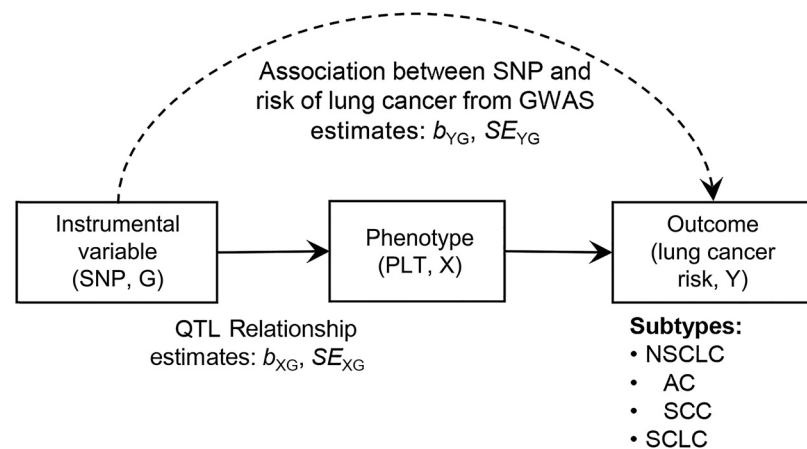 Association between SNP and
risk of lung cancer from GWAS
estimates: bYG, SEYG
Instrumental
variable
(SNP, G)
Phenotype
(PLT, X)
Outcome
(lung cancer
risk, Y)
QTL Relationship
estimates: bXG, SEXG
Subtypes:
• NSCLC
• AC
• SCC
• SCLC